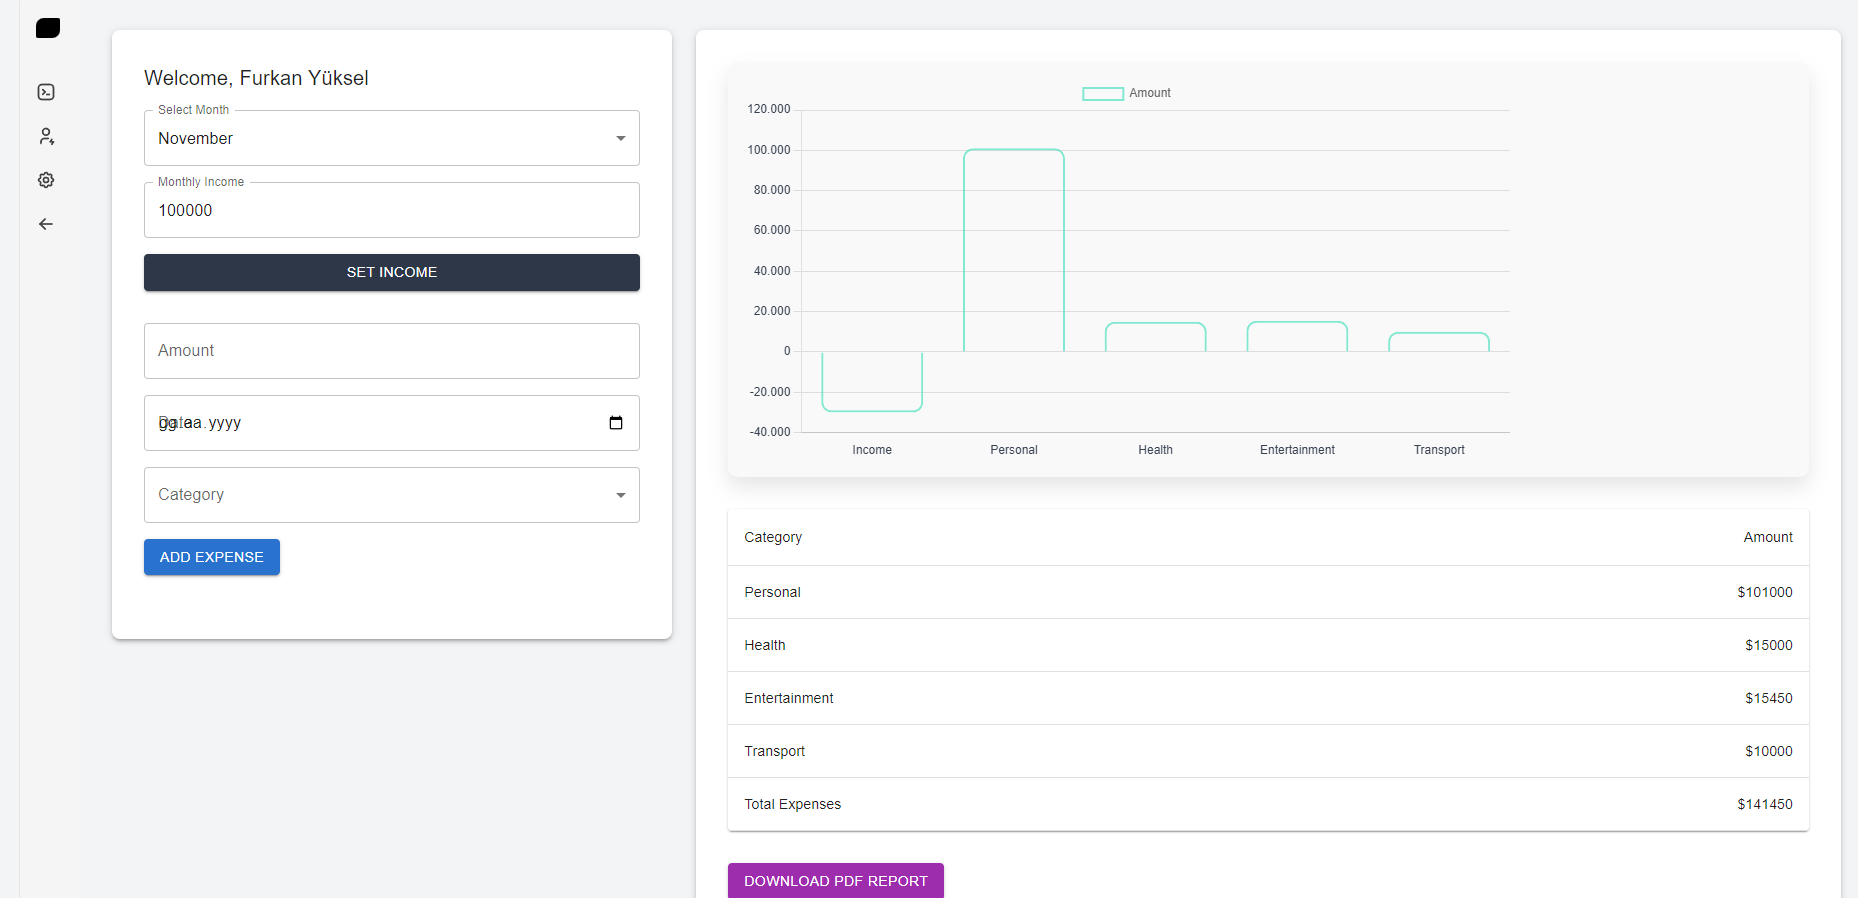 Welcome, Furkan Yüksel
Select Month
November
Monthly Income
100000
SET INCOME
Amount
gg.aa.yyyy
Category
ADD EXPENSE
Amount
120.000
100.000
80.000
60.000
40.000
20.000
0
-20.000
-40.000
Income Personal Health Entertainment Transport
Category Amount
Personal $101000
Health $15000
Entertainment $15450
Transport $10000
Total Expenses $141450
DOWNLOAD PDF REPORT